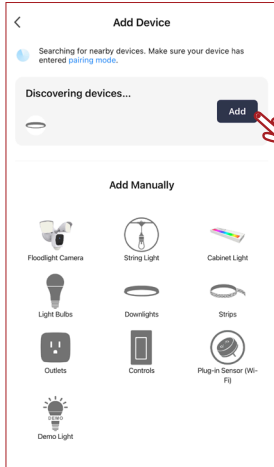 Add Device
Searching for nearby devices. Make sure your device has
entered pairing mode.
Discovering devices...
Add
Add Manually
Floodlight Camera
String Light
Cabinet Light
Light Bulbs
Downlights
Strips
Outlets
Controls
Plug-in Sensor (Wi-
Fi)
DEMO
Demo Light